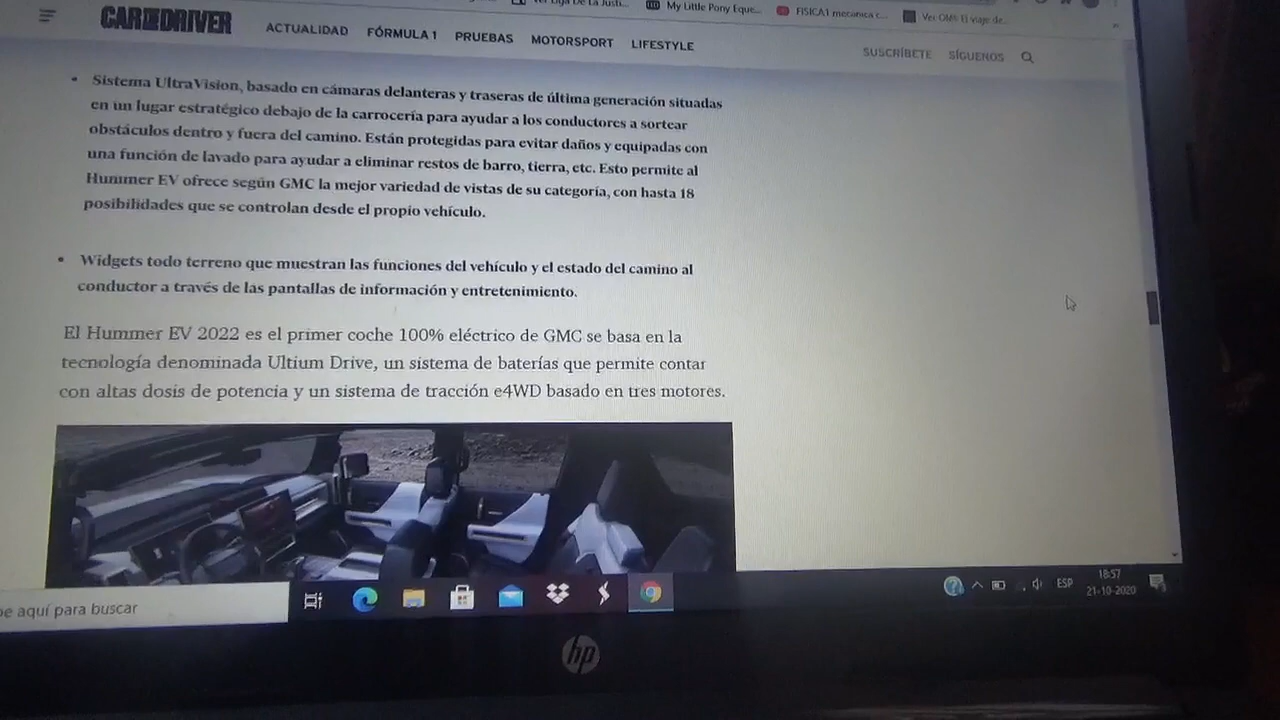 My Little Pony Eque...
FISICA1 mecanica c...
CAR AND DRIVER
ACTUALIDAD
FÓRMULA 1
PRUEBAS
MOTORSPORT
LIFESTYLE
SUSCRÍBETE
SÍGUENOS
• Sistema UltraVision, basado en cámaras delanteras y traseras de última generación situadas
en un lugar estratégico debajo de la carrocería para ayudar a los conductores a sortear
obstáculos dentro y fuera del camino. Están protegidas para evitar daños y equipadas con
una función de lavado para ayudar a eliminar restos de barro, tierra, etc. Esto permite al
Hummer EV ofrece según GMC la mejor variedad de vistas de su categoría, con hasta 18
posibilidades que se controlan desde el propio vehículo.
• Widgets todo terreno que muestran las funciones del vehículo y el estado del camino al
conductor a través de las pantallas de información y entretenimiento.
El Hummer EV 2022 es el primer coche 100% eléctrico de GMC se basa en la
tecnología denominada Ultium Drive, un sistema de baterías que permite contar
con altas dosis de potencia y un sistema de tracción e4WD basado en tres motores.
be aquí para buscar
ESP
18:57
21-10-2020
hp